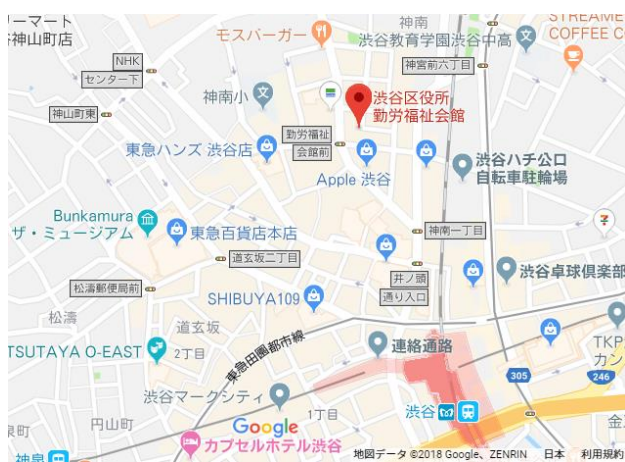 リーマート
谷神山町店
モスバーガー
神南
渋谷教育学園渋谷中高
STREAME
COFFEE CO
NHK
センター下
神宮前六丁目
神南小
渋谷区役所
勤労福祉会館
神山町東
東急ハンズ 渋谷店
勤労福祉
会館前
Apple 渋谷
渋谷ハチ公口
自転車駐輪場
Bunkamura
ザ・ミュージアム
東急百貨店本店
神南一丁目
道玄坂二丁目
松濤郵便局前
井ノ頭
通り入口
渋谷卓球倶楽部
SHIBUYA109
松濤
道玄坂
2丁目
TSUTAYA O-EAST
東急田園都市線
連絡通路
TKP
カン
305
246
渋谷マークシティ
1丁目
渋谷
円山町
泉町
Google
カプセルホテル渋谷
神泉
金
地図データ ©2018 Google、ZENRIN 日本 利用規約